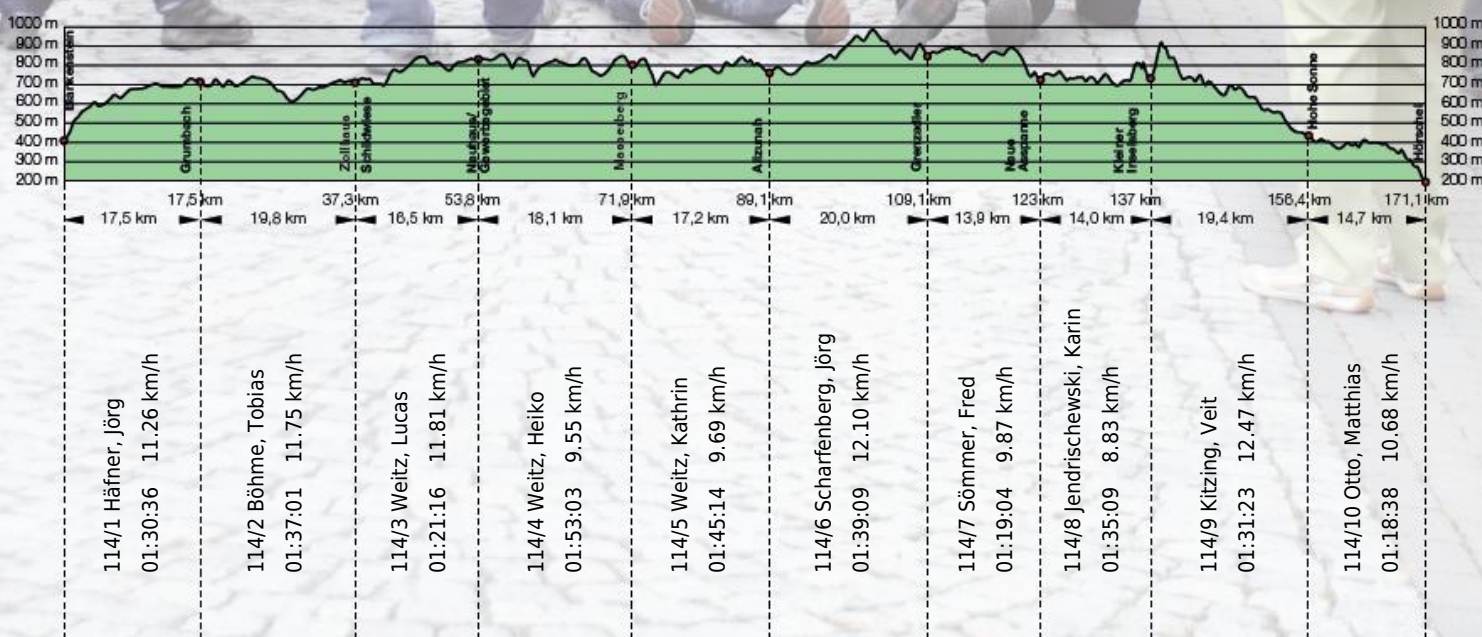 1000 m
900 m
800 m
700 m
600 m
500 m
400 m
300 m
200 m
1000 m
900 m
800 m
700 m
600 m
500 m
400 m
300 m
200 m
Blankenstein
Grumbach
Zollhaus
Schildwiese
Neuhaus/
Gewerbegebiet
Masserberg
Allzunah
Grenzadler
Neue
Ausspanne
Kleiner
Inselsberg
Hohe Sonne
Hörschel
17,5 km
37,3 km
53,8 km
71,9 km
89,1 km
109,1 km
123 km
137 km
156,4 km
171,1 km
17,5 km
19,8 km
16,5 km
18,1 km
17,2 km
20,0 km
13,9 km
14,0 km
19,4 km
14,7 km
114/1 Häfner, Jörg
01:30:36 11.26 km/h
114/2 Böhme, Tobias
01:37:01 11.75 km/h
114/3 Weitz, Lucas
01:21:16 11.81 km/h
114/4 Weitz, Heiko
01:53:03 9.55 km/h
114/5 Weitz, Kathrin
01:45:14 9.69 km/h
114/6 Scharfenberg, Jörg
01:39:09 12.10 km/h
114/7 Sömmer, Fred
01:19:04 9.87 km/h
114/8 Jendrischewski, Karin
01:35:09 8.83 km/h
114/9 Kitzing, Veit
01:31:23 12.47 km/h
114/10 Otto, Matthias
01:18:38 10.68 km/h